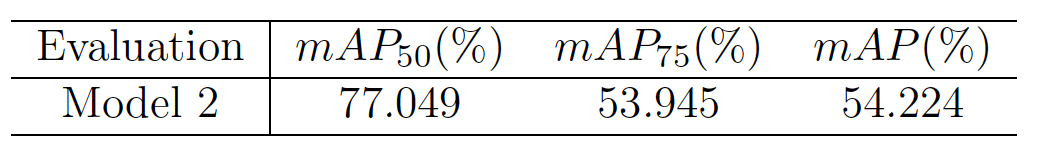 Evaluation mAP₅₀(%) mAP₇₅(%) mAP(%)
Model 2 77.049 53.945 54.224